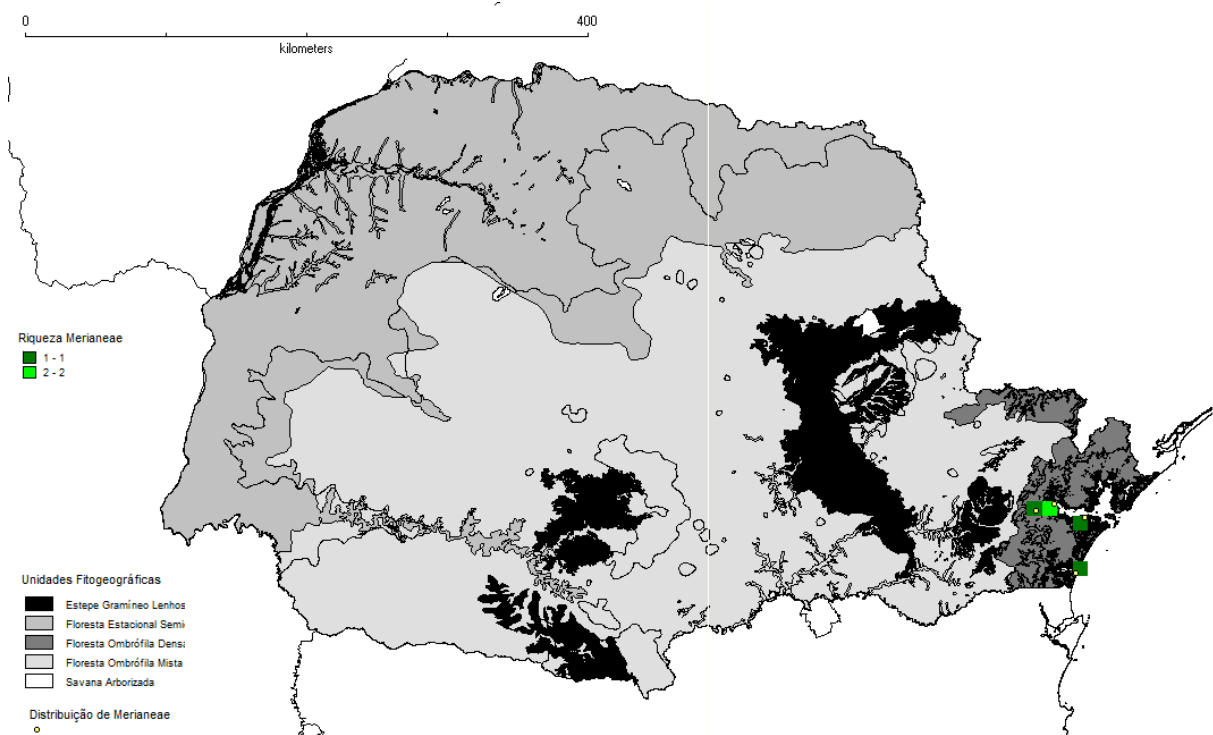 0 400
kilometers
Riqueza Merianeae
1 - 1
2 - 2
Unidades Fitogeográficas
Estepe Gramíneo Lenhos
Floresta Estacional Semi
Floresta Ombrófila Dens
Floresta Ombrófila Mista
Savana Arborizada
Distribuição de Merianeae